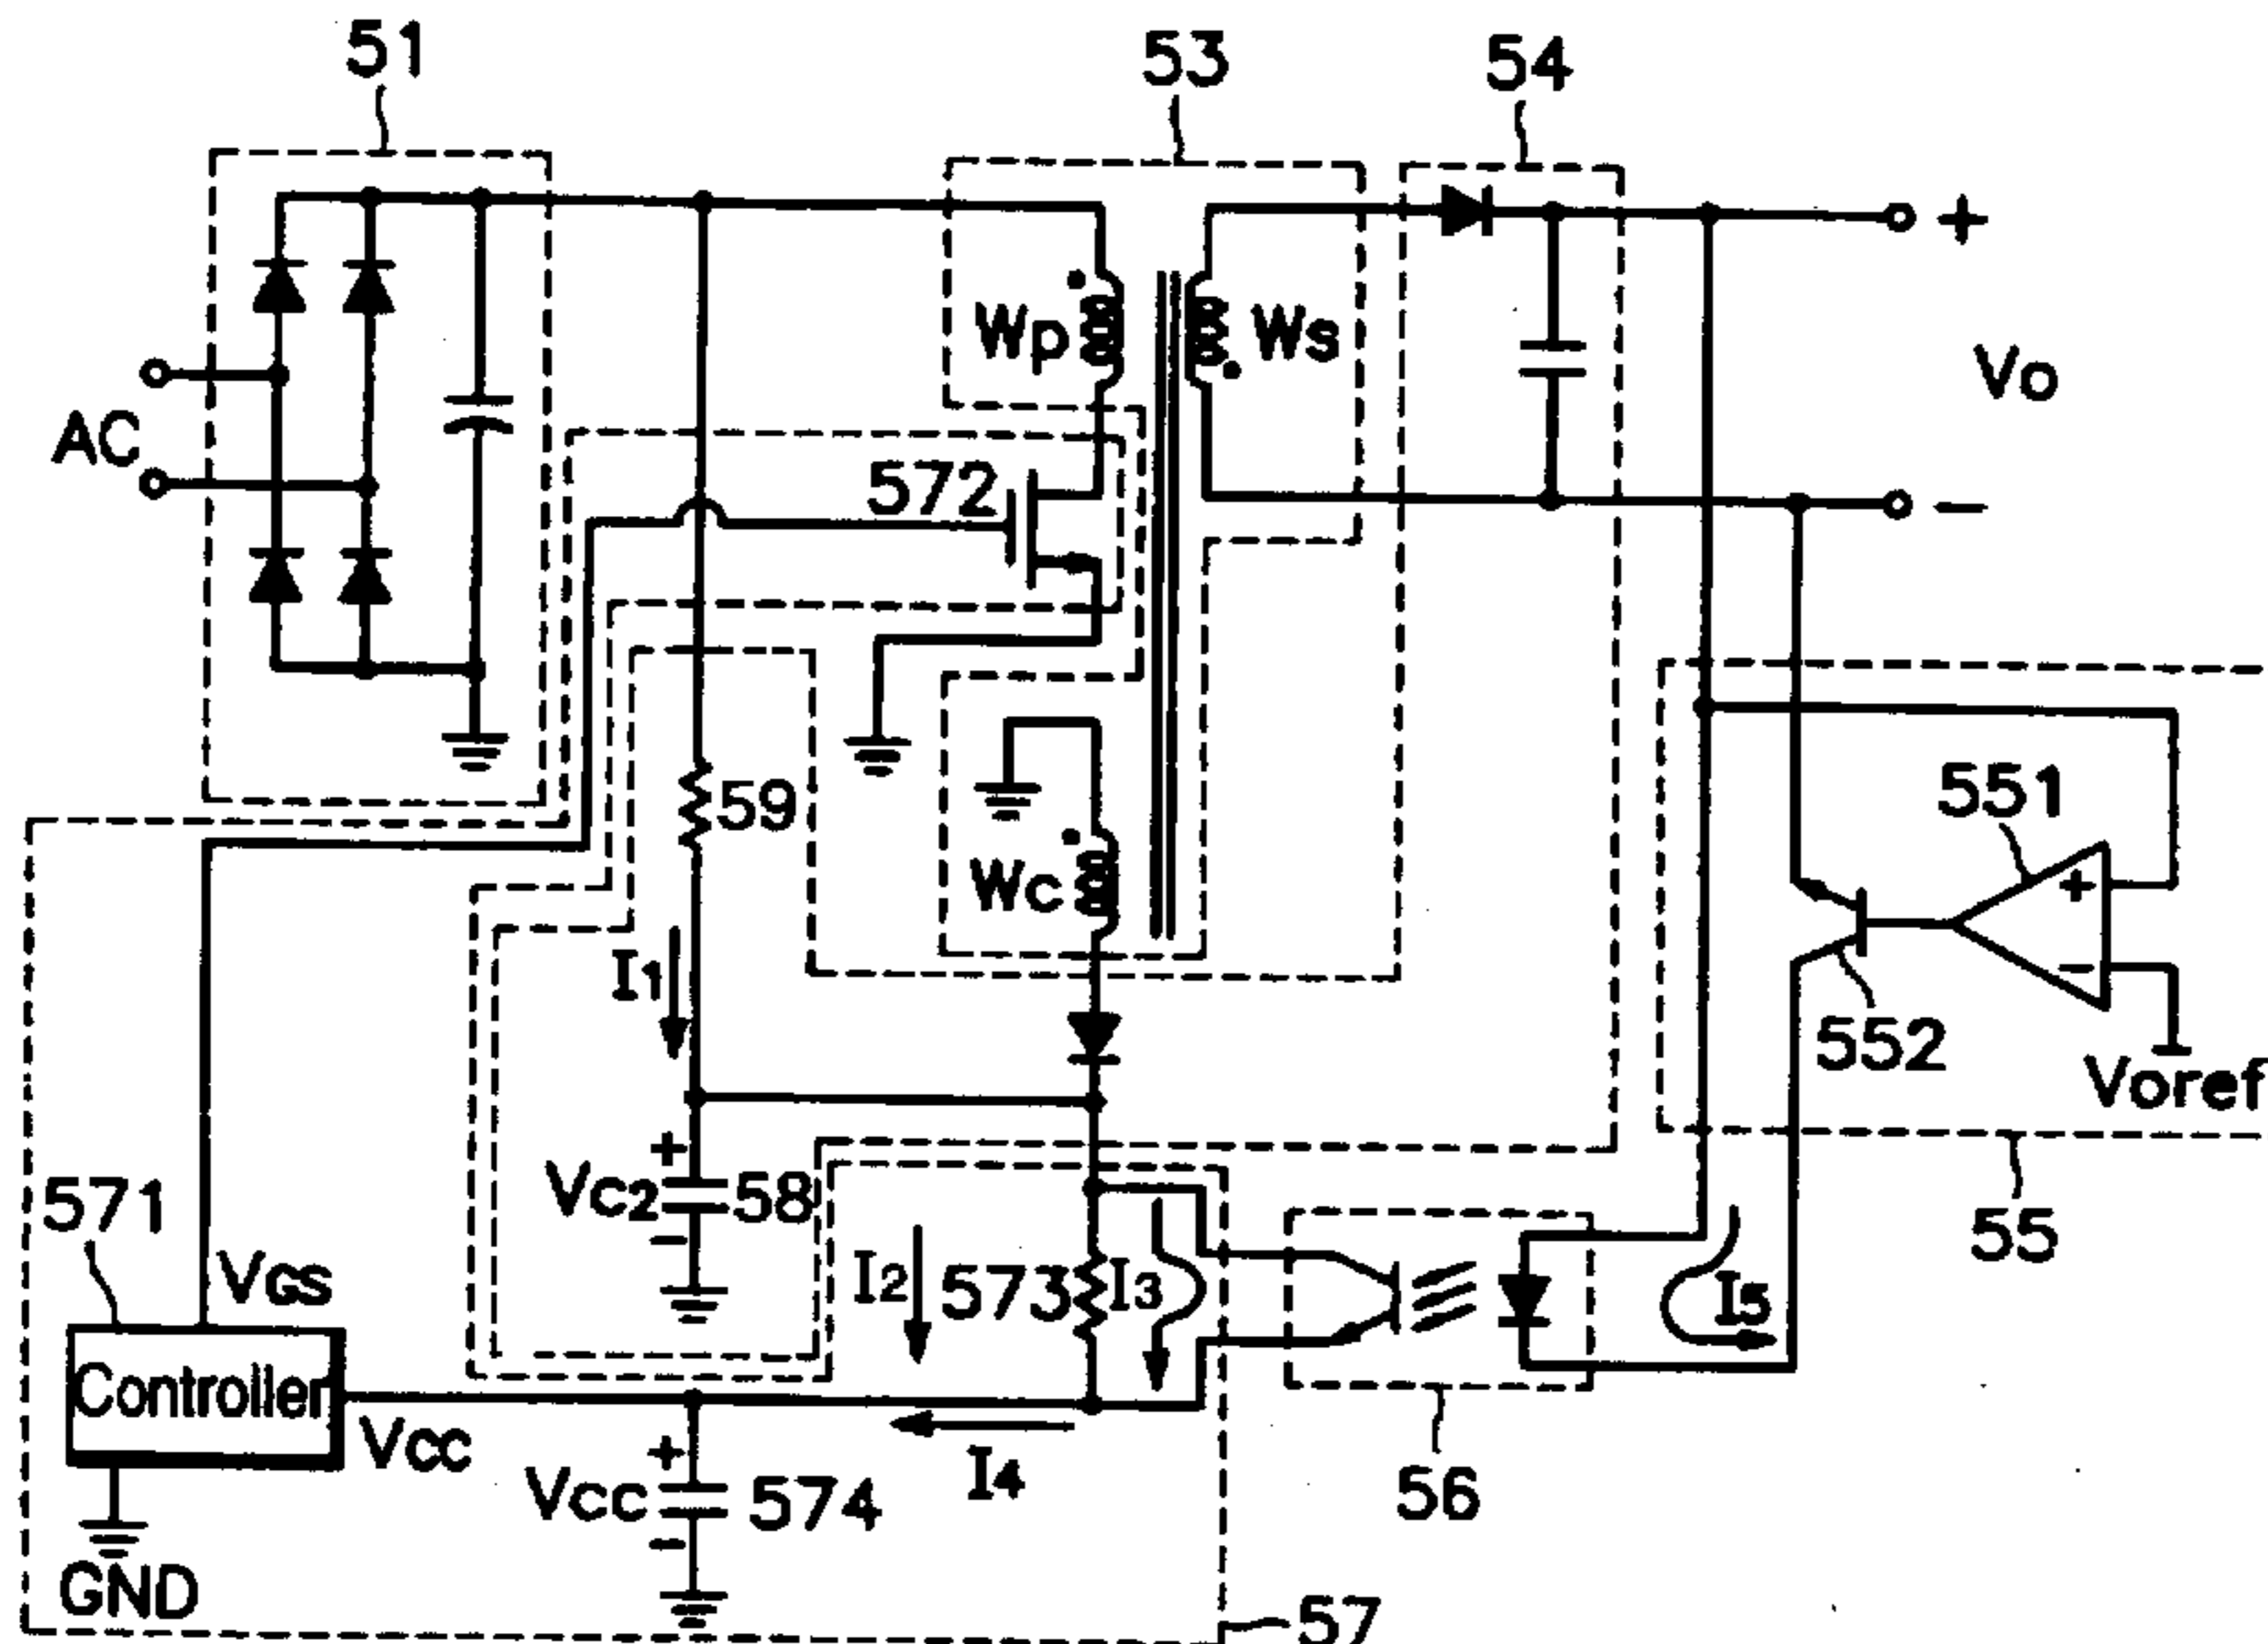 51
53
54
+
Wp
Ws
Vo
AC
572
−
59
551
+
Wc
I1
−
552
Voref
+
571
Vc2
58
55
−
I2
573
I3
I5
VGS
Controller
Vcc
+
I4
56
Vcc
574
−
GND
57